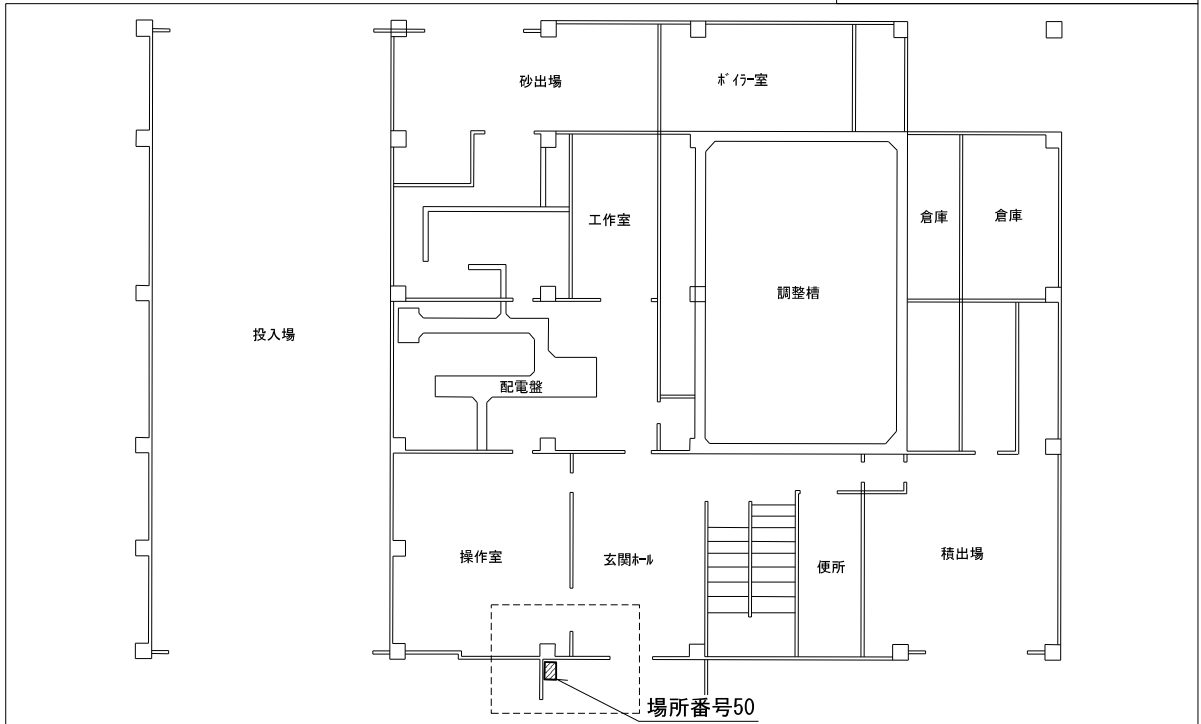 砂出場
ﾎﾞｲﾗｰ室
工作室
倉庫
倉庫
調整槽
投入場
配電盤
操作室
玄関ﾎｰﾙ
便所
積出場
場所番号50